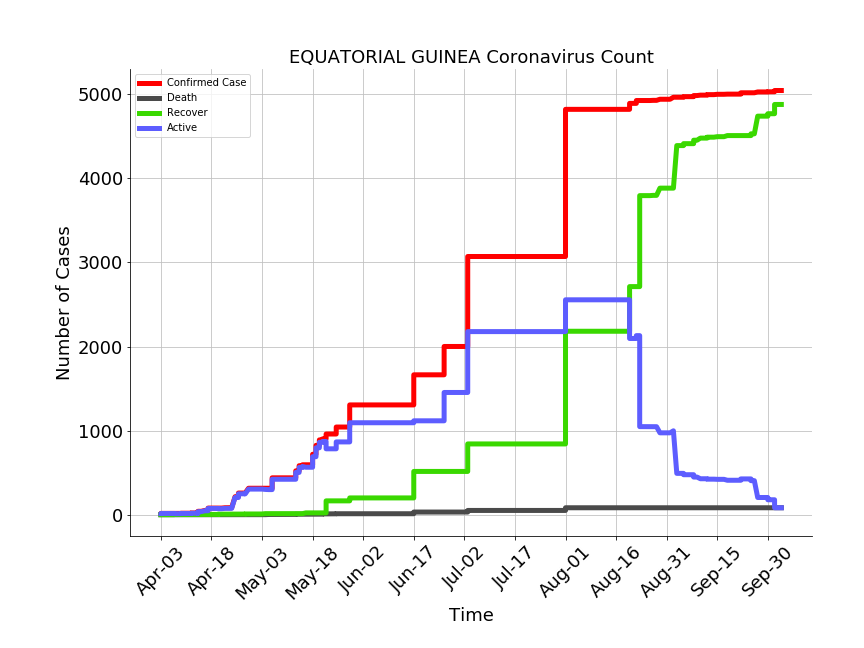 EQUATORIAL GUINEA Coronavirus Count
Confirmed Case
Death
Recover
Active
5000
4000
3000
2000
1000
0
Number of Cases
Apr-03
Apr-18
May-03
May-18
Jun-02
Jun-17
Jul-02
Jul-17
Aug-01
Aug-16
Aug-31
Sep-15
Sep-30
Time